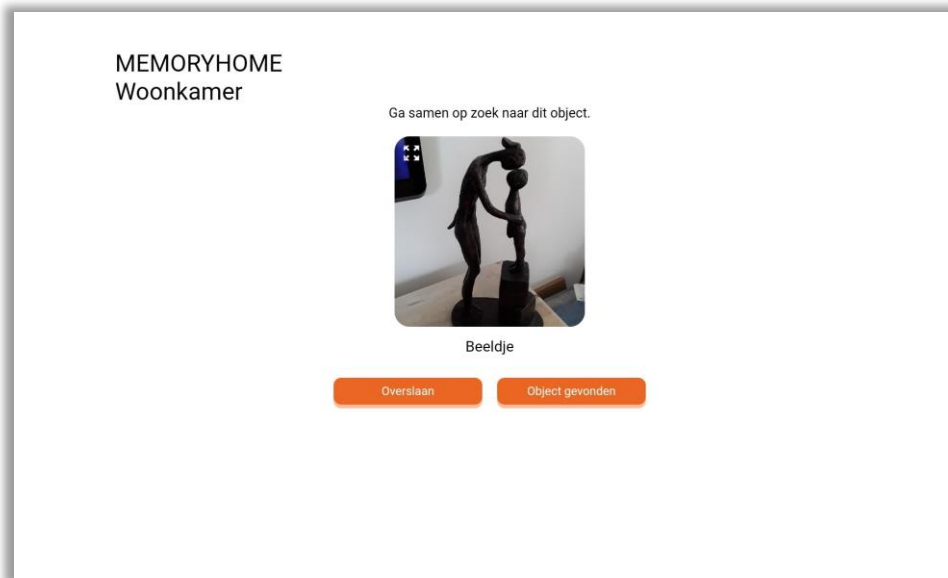 MEMORYHOME
Woonkamer
Ga samen op zoek naar dit object.
Beeldje
Overslaan
Object gevonden